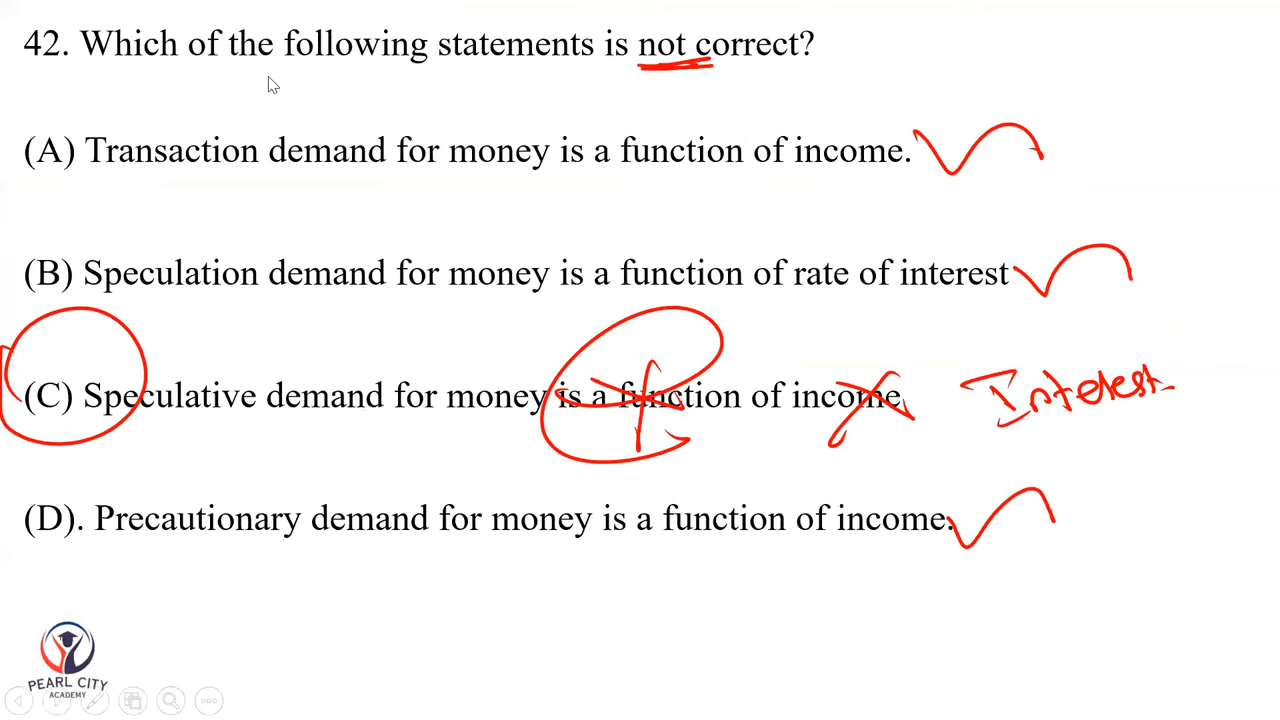 42. Which of the following statements is not correct?
(A) Transaction demand for money is a function of income.
(B) Speculation demand for money is a function of rate of interest
(C) Speculative demand for money is a function of income. Interest
(D). Precautionary demand for money is a function of income.
PEARL CITY
ACADEMY